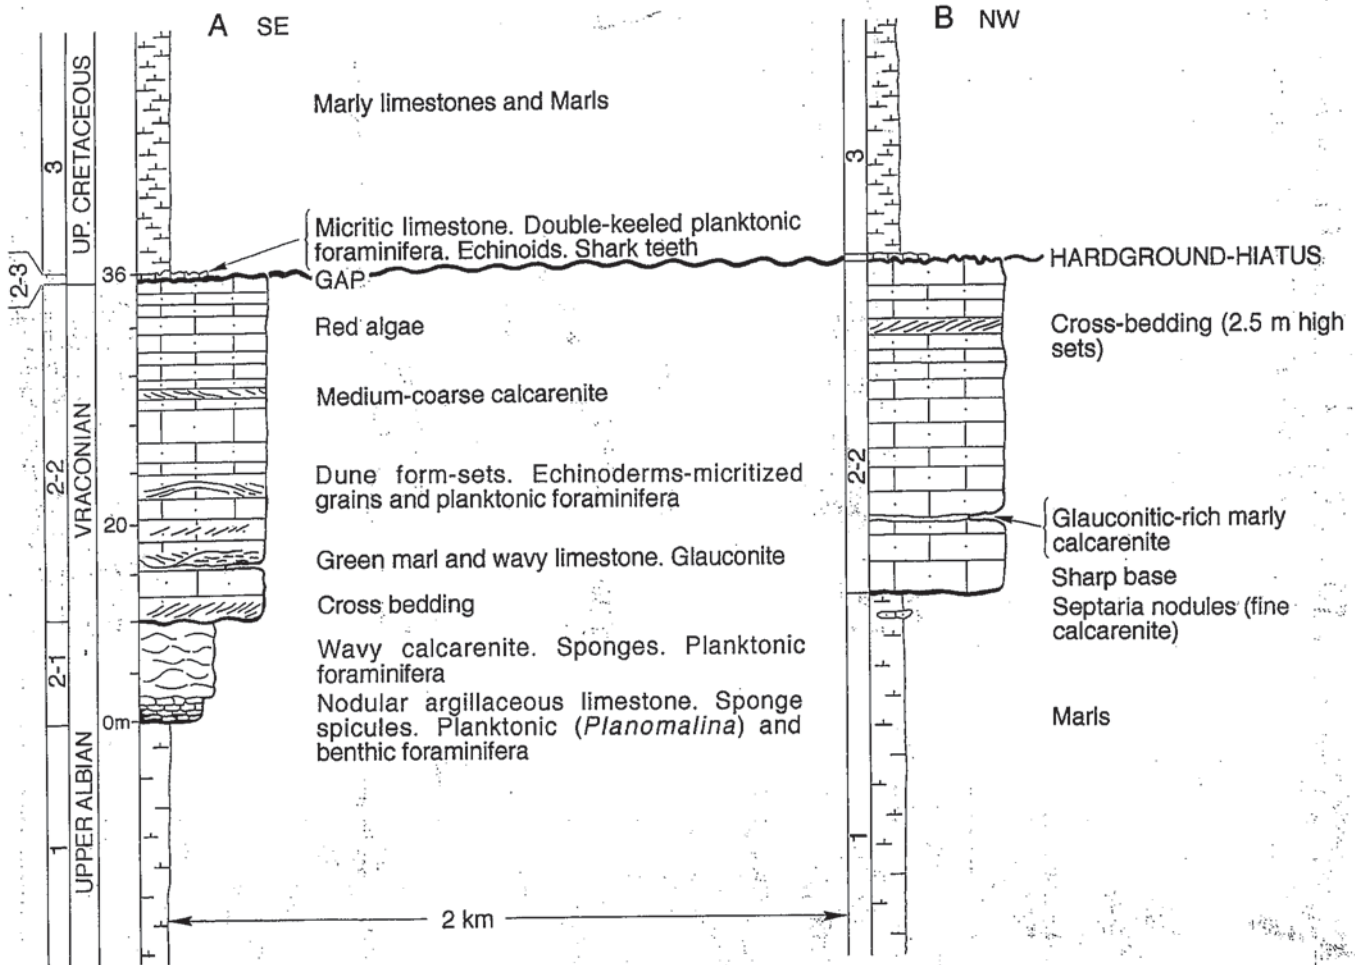 A SE
B NW
UP. CRETACEOUS
3
Marly limestones and Marls
3
Micritic limestone. Double-keeled planktonic
foraminifera. Echinoids. Shark teeth
2-3
36
GAP
HARDGROUND-HIATUS
Red algae
Cross-bedding (2.5 m high
sets)
Medium-coarse calcarenite
VRACONIAN
2-2
2-2
Dune form-sets. Echinoderms-micritized
grains and planktonic foraminifera
20
Glauconitic-rich marly
calcarenite
Green marl and wavy limestone. Glauconite
Sharp base
Cross bedding
Septaria nodules (fine
calcarenite)
2-1
Wavy calcarenite. Sponges. Planktonic
foraminifera
Nodular argillaceous limestone. Sponge
spicules. Planktonic (Planomalina) and
benthic foraminifera
0m
Marls
UPPER ALBIAN
1
1
2 km